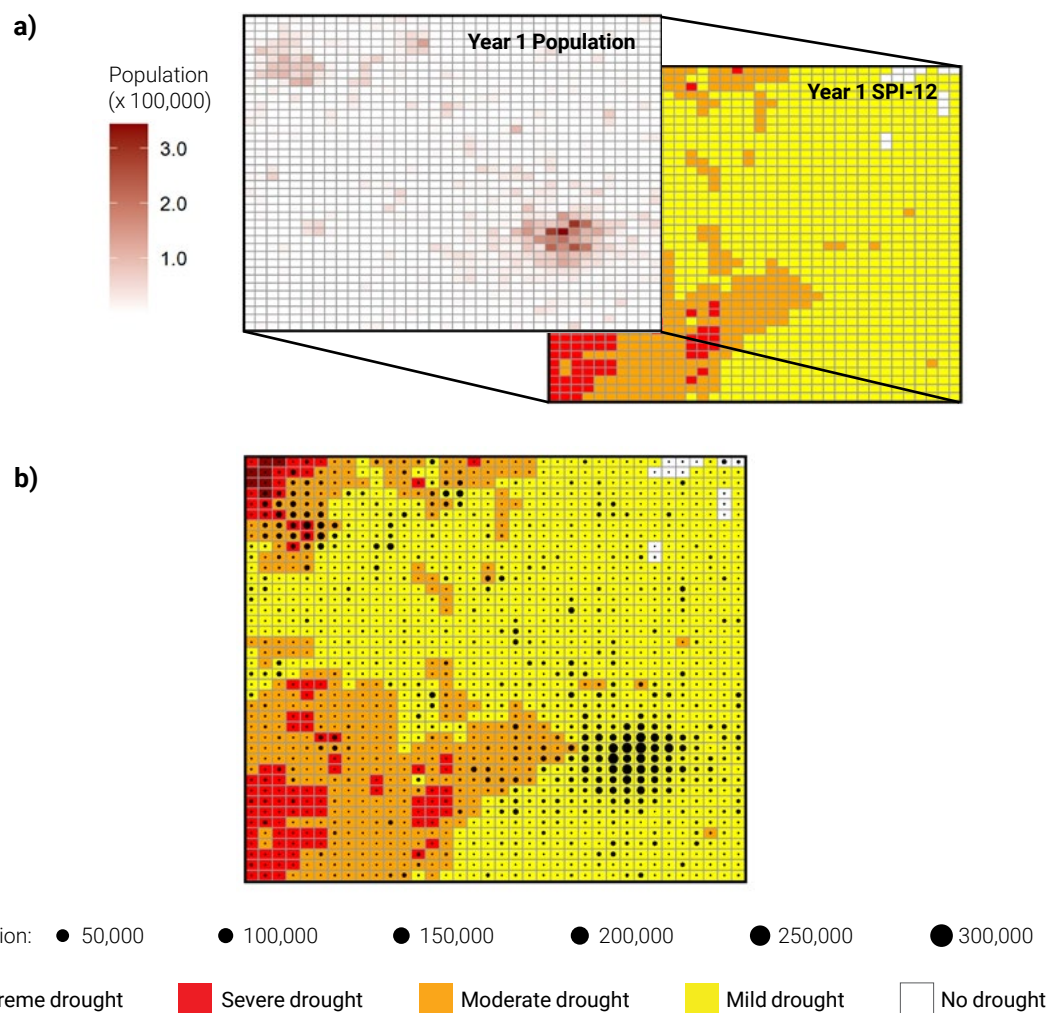 a)
Year 1 Population
Population
(x 100,000)
3.0
2.0
1.0
Year 1 SPI-12
b)
50,000
100,000
150,000
200,000
250,000
300,000
drought
Severe drought
Moderate drought
Mild drought
No drought